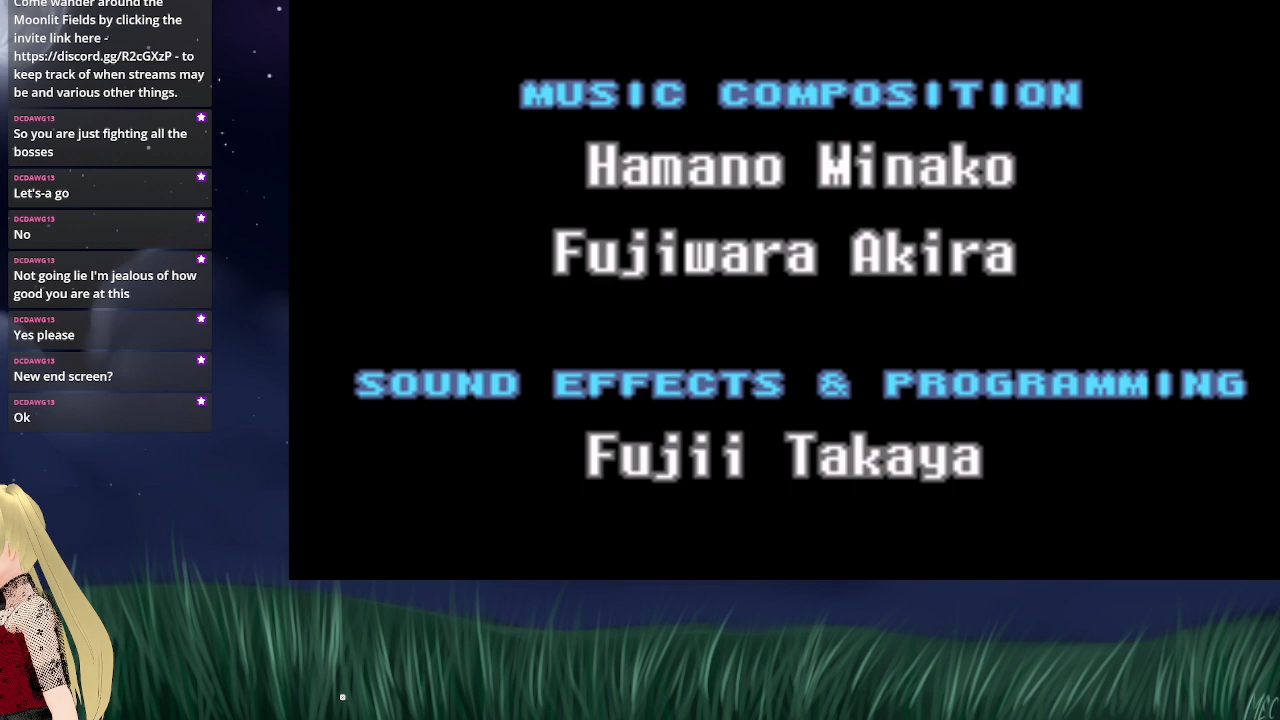 Come wander around the
Moonlit Fields by clicking the
invite link here -
https://discord.gg/R2cGXzP - to
keep track of when streams may
be and various other things.
DCDAWG13
So you are just fighting all the
bosses
DCDAWG13
Let's-a go
DCDAWG13
No
DCDAWG13
Not going lie I'm jealous of how
good you are at this
DCDAWG13
Yes please
DCDAWG13
New end screen?
DCDAWG13
Ok
MUSIC COMPOSITION
Hamano Minako
Fujiwara Akira
SOUND EFFECTS & PROGRAMMING
Fujii Takaya